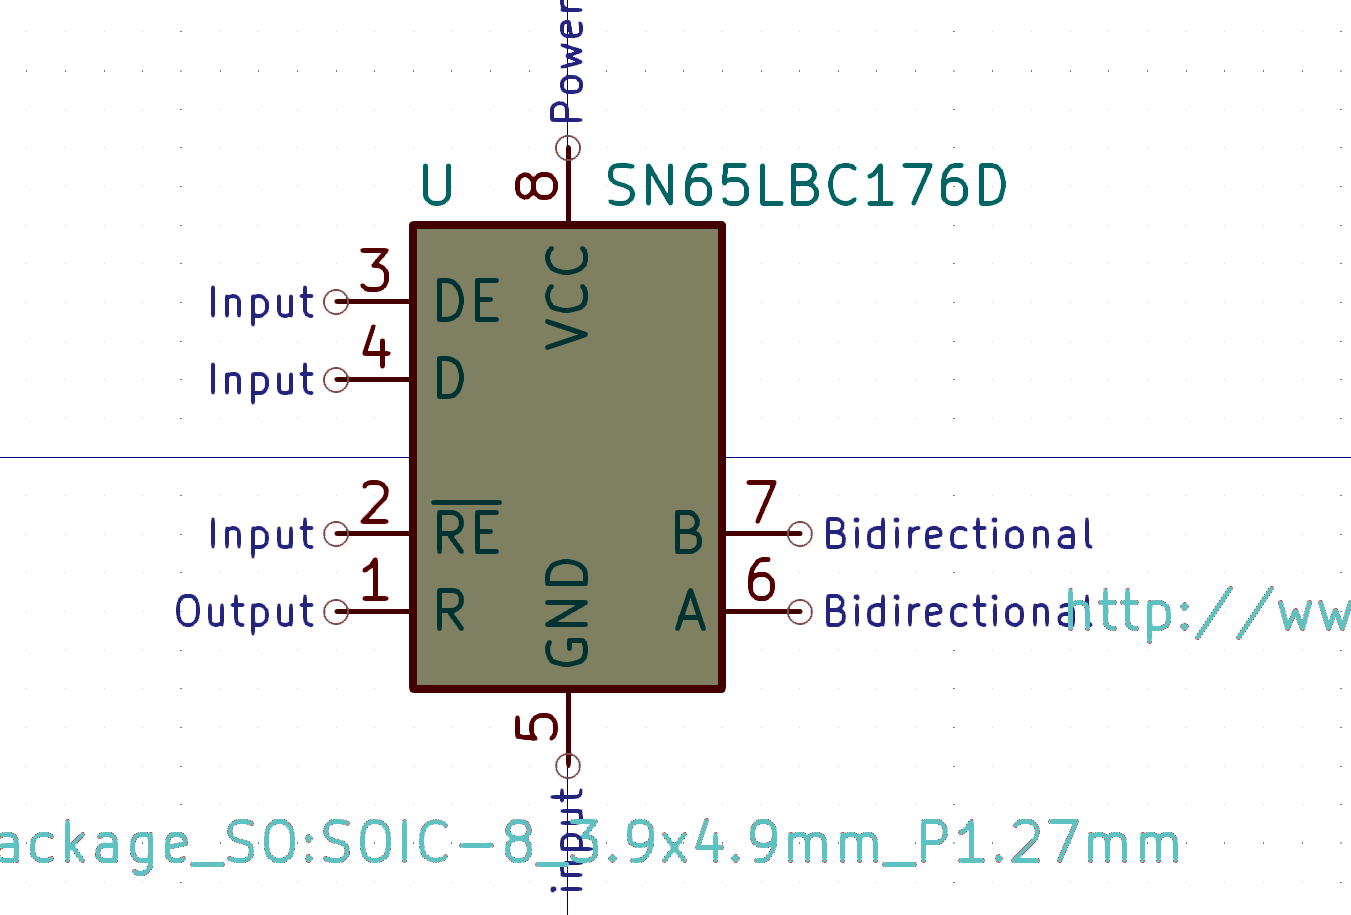 Power
U
8
SN65LBC176D
VCC
Input 3 DE
Input 4 D
Input 2 RE
B 7 Bidirectional
Output 1 R
GND
A 6 Bidirectional
http://ww
5
input
ackage_SO:SOIC-8_3.9x4.9mm_P1.27mm